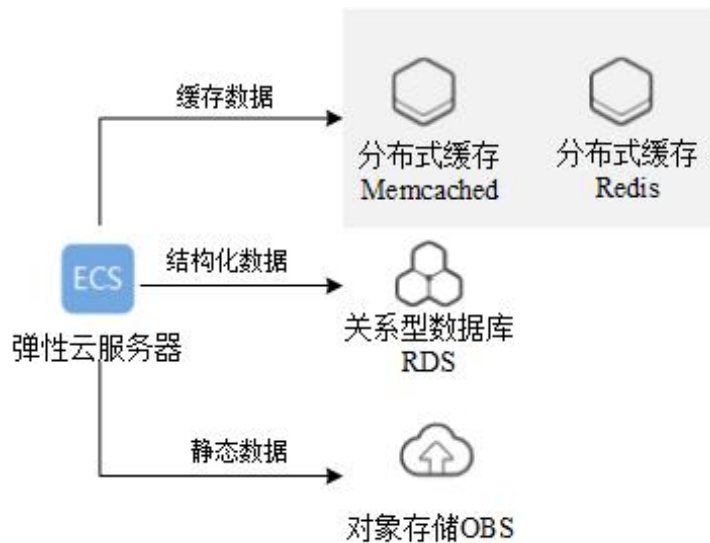 缓存数据
分布式缓存
Memcached
分布式缓存
Redis
ECS
结构化数据
弹性云服务器
关系型数据库
RDS
静态数据
对象存储OBS